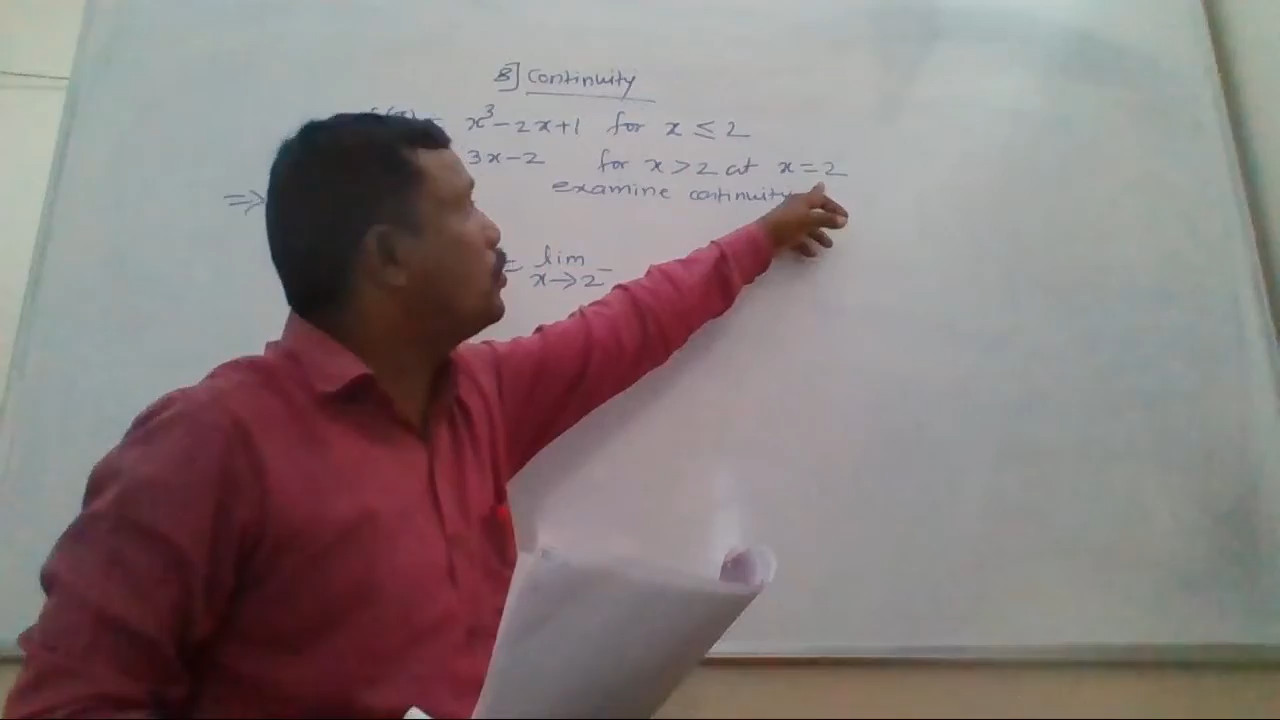 8] Continuity
= x³ - 2x + 1 for x ≤ 2
3x - 2 for x > 2 at x = 2
examine continuity
⇒
= lim
x → 2⁻